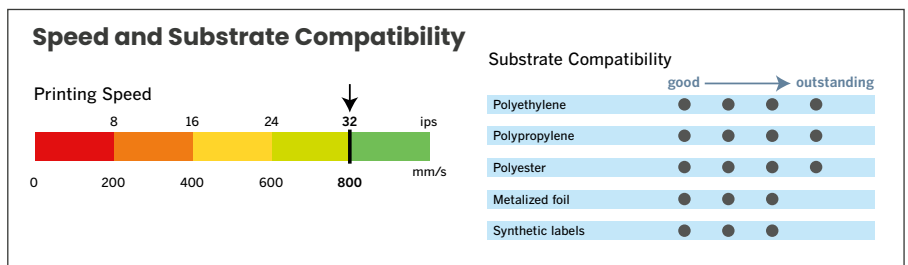 Speed and Substrate Compatibility
Printing Speed
8 16 24 32 ips
mm/s
0 200 400 600 800
Substrate Compatibility
good outstanding
Polyethylene
Polypropylene
Polyester
Metalized foil
Synthetic labels